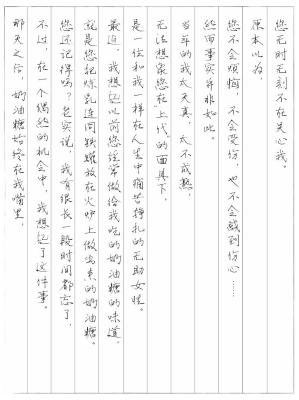 您无时无刻不在关心我。
原本以为,
您不会烦恼、不会受伤,也不会感到伤心……
然而事实并非如此。
当年的我太天真、太不成熟,
无法想象您在“上代”的面具下,
是一位和我一样在人生中痛苦挣扎的无助女性。
最近,我想起以前您经常做给我吃的奶油糖的味道,
就是您把炼乳连同铁罐放在火炉上做出来的奶油糖。
您还记得吗?老实说,我有很长一段时间都忘了,
不过,在一个偶然的机会中,我想起了这件事。
那天之后,奶油糖始终在我嘴里,